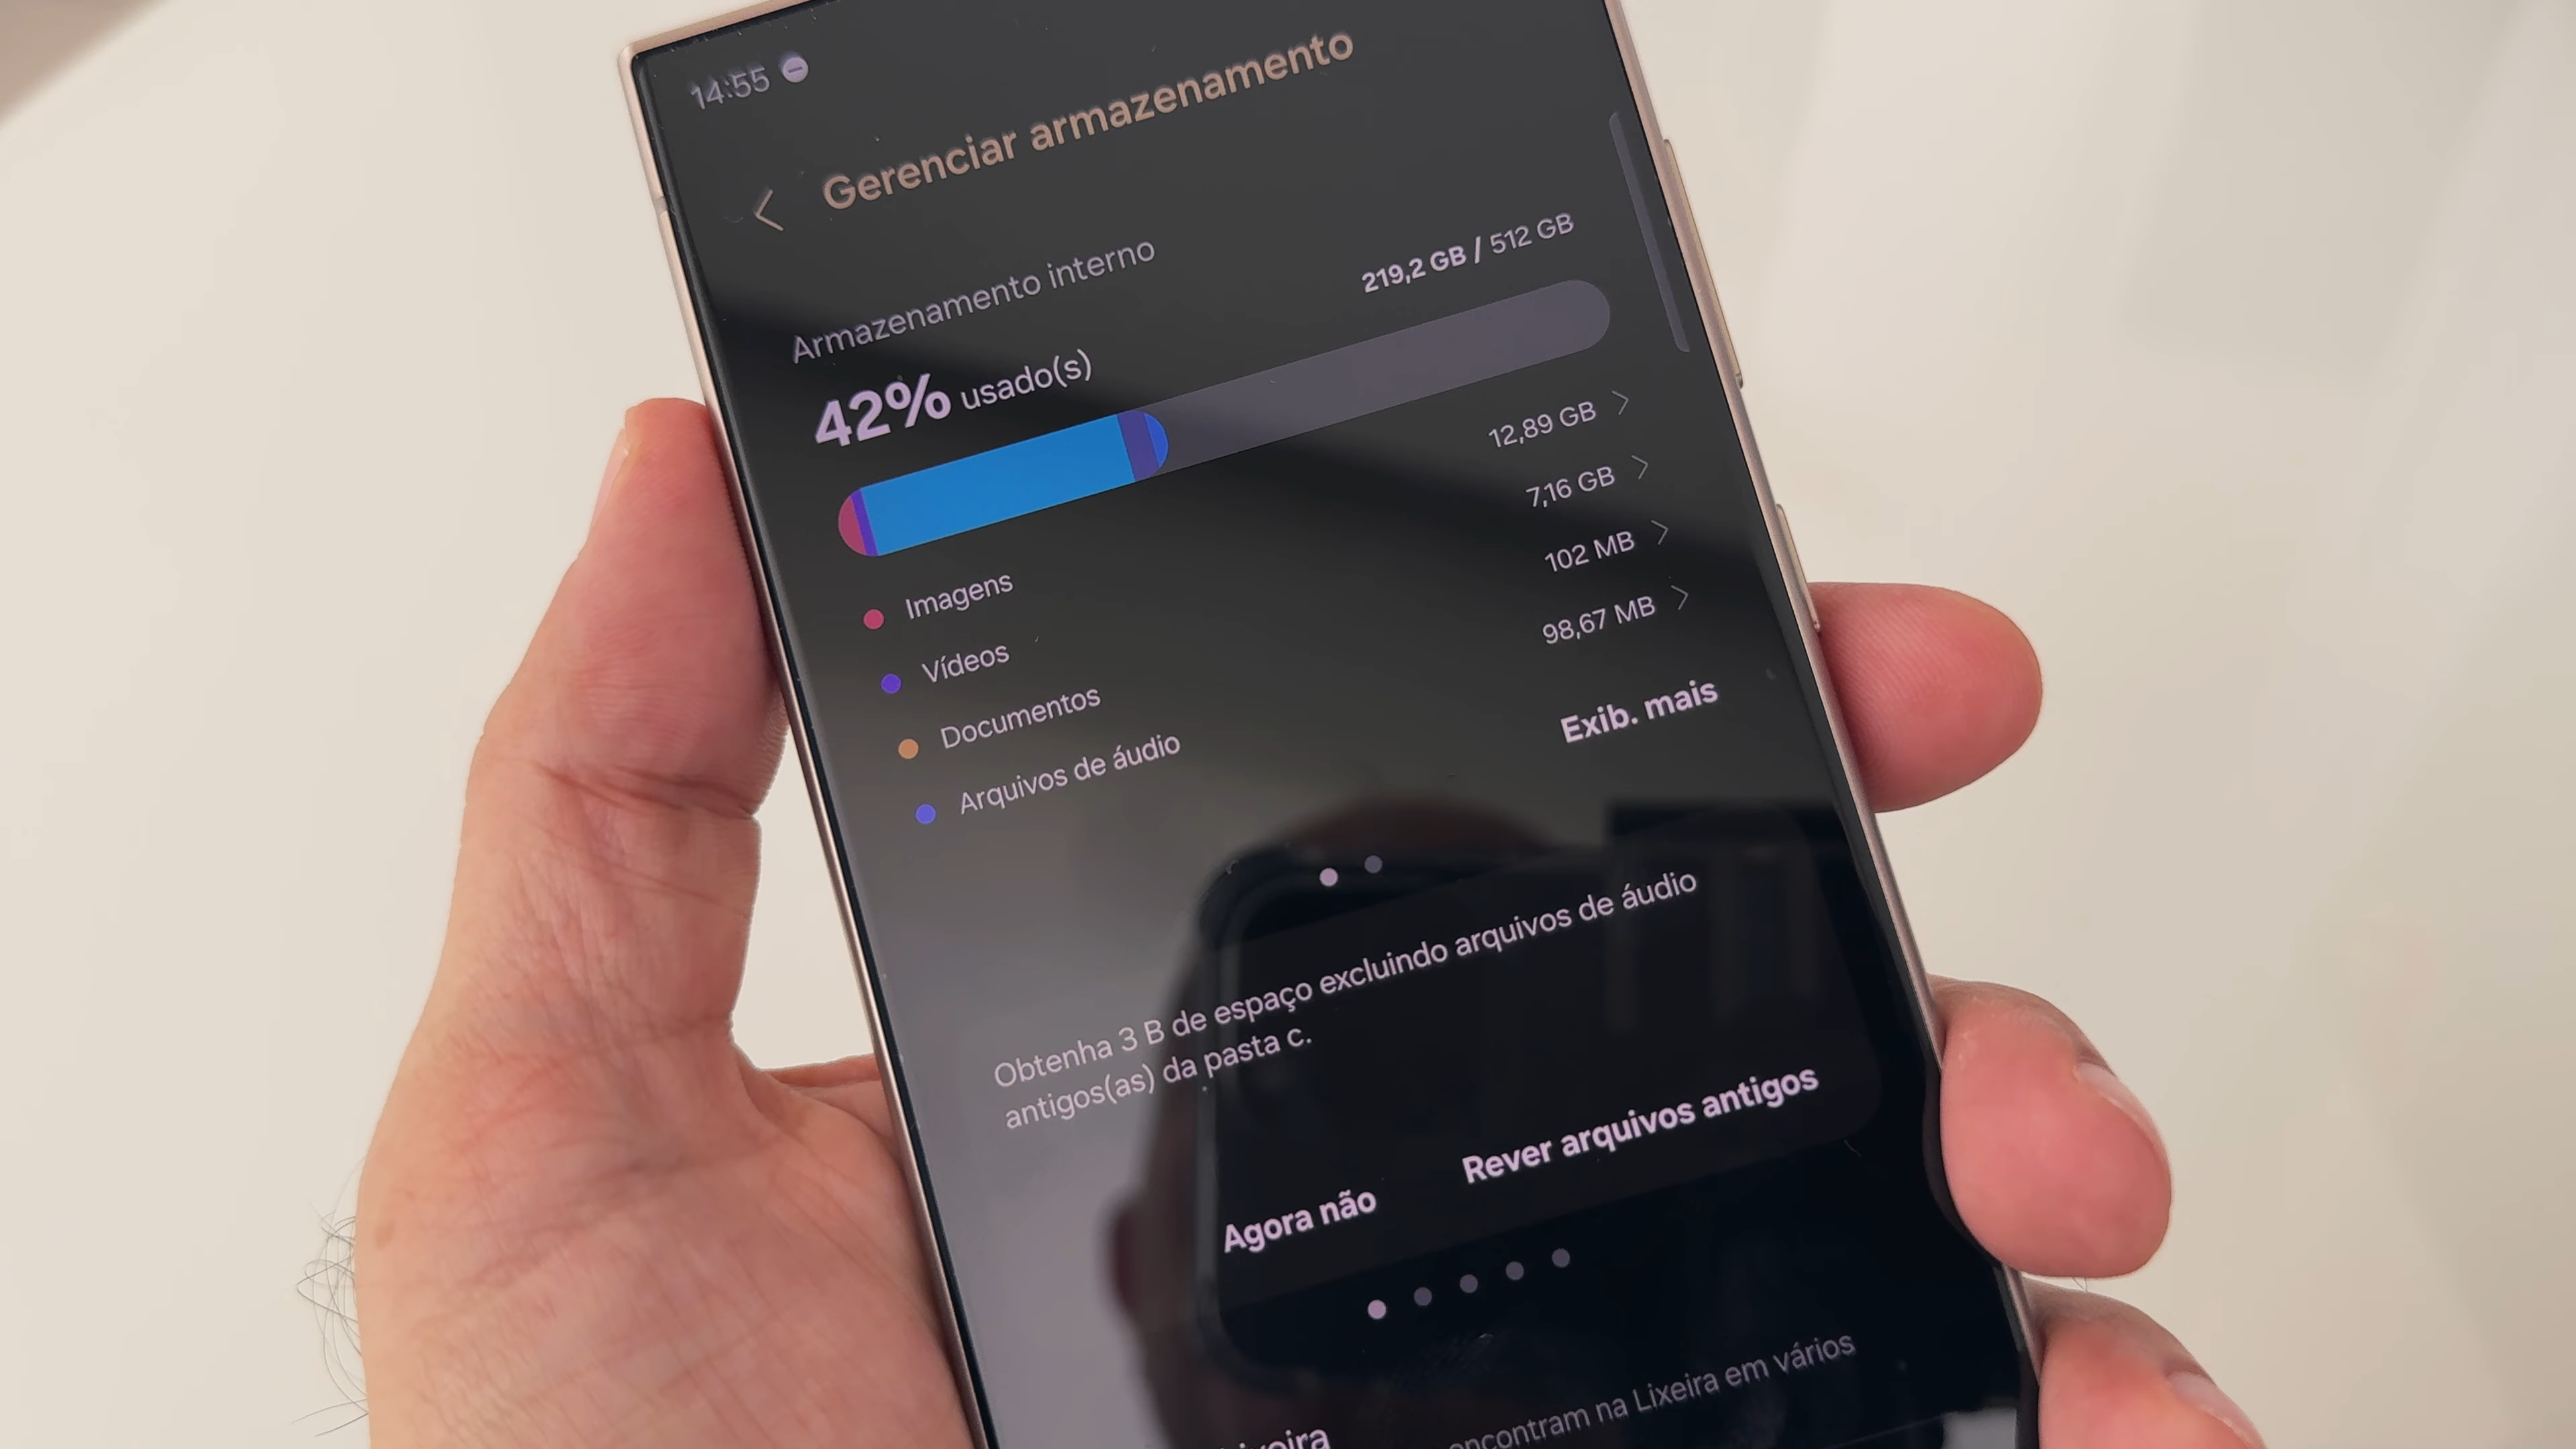 14:55
Gerenciar armazenamento
Armazenamento interno
219,2 GB / 512 GB
42% usado(s)
Imagens 12,89 GB
Vídeos 7,16 GB
Documentos 102 MB
Arquivos de áudio 98,67 MB
Exib. mais
Obtenha 3 B de espaço excluindo arquivos de áudio
antigos(as) da pasta c.
Agora não Rever arquivos antigos
encontram na Lixeira em vários